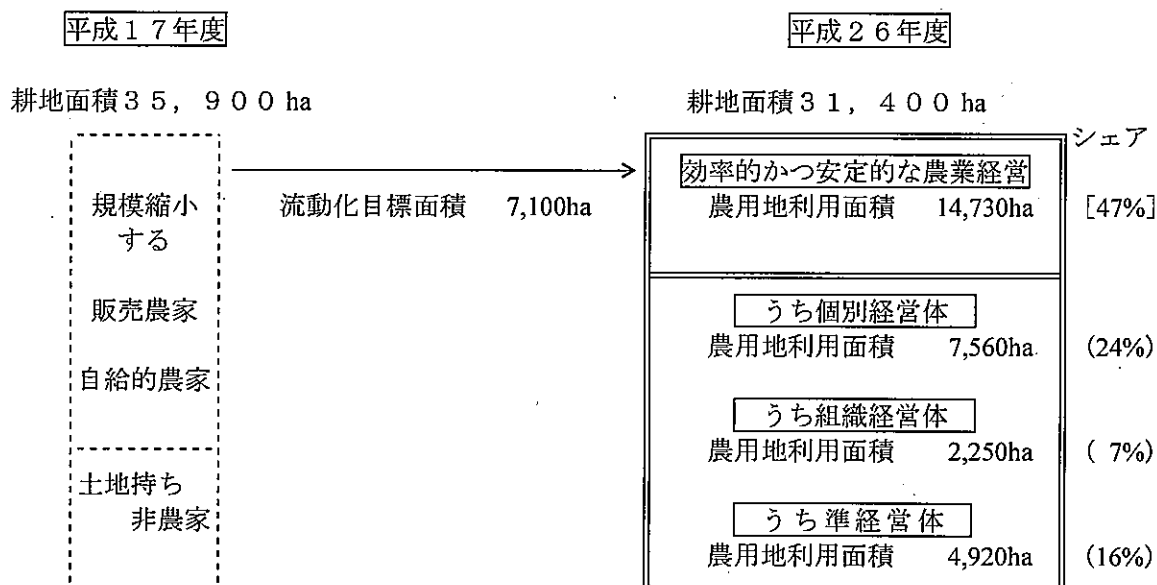 平成１７年度 平成２６年度
耕地面積３５，９００ha 耕地面積３１，４００ha
シェア
効率的かつ安定的な農業経営
規模縮小 流動化目標面積 7,100ha 農用地利用面積 14,730ha [47%]
する
販売農家 うち個別経営体
農用地利用面積 7,560ha (24%)
自給的農家
うち組織経営体
農用地利用面積 2,250ha ( 7%)
土地持ち
非農家 うち準経営体
農用地利用面積 4,920ha (16%)